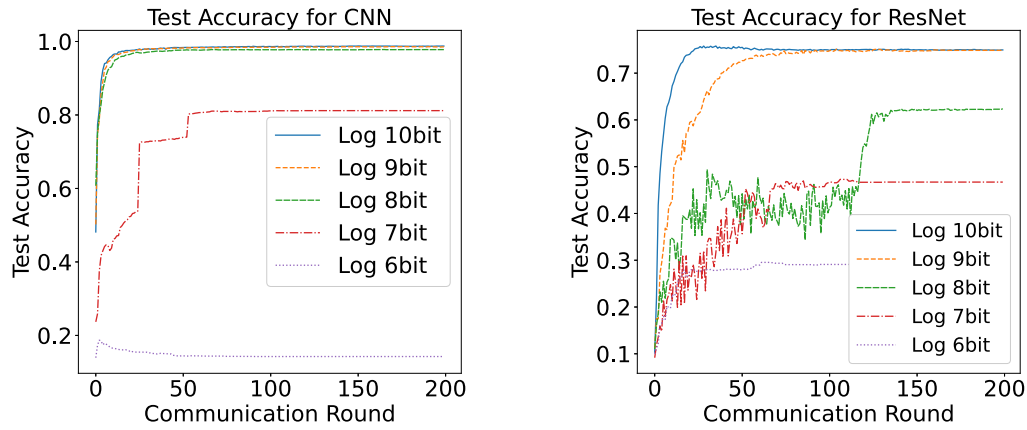 Test Accuracy for CNN
1.0
0.8
0.6
0.4
0.2
Test Accuracy
Log 10bit
Log 9bit
Log 8bit
Log 7bit
Log 6bit
0
50
100
150
200
Communication Round
Test Accuracy for ResNet
0.7
0.6
0.5
0.4
0.3
0.2
0.1
Test Accuracy
Log 10bit
Log 9bit
Log 8bit
Log 7bit
Log 6bit
0
50
100
150
200
Communication Round